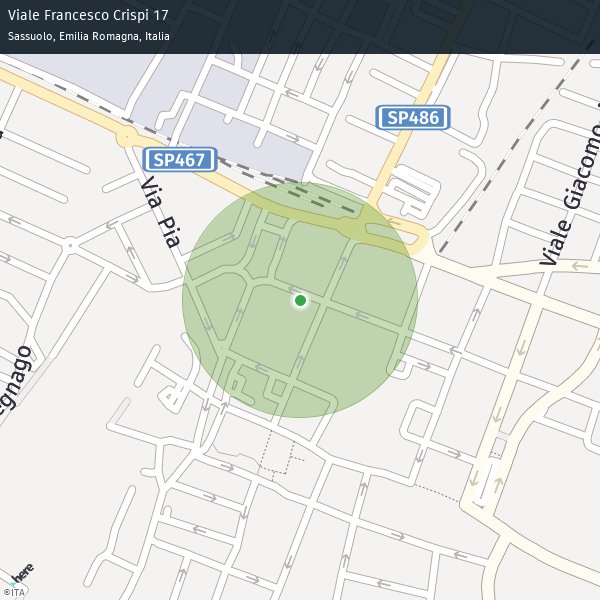 Viale Francesco Crispi 17
Sassuolo, Emilia Romagna, Italia
SP486
SP467
Via Pia
Viale Giacomo
egnago
here
©ITA